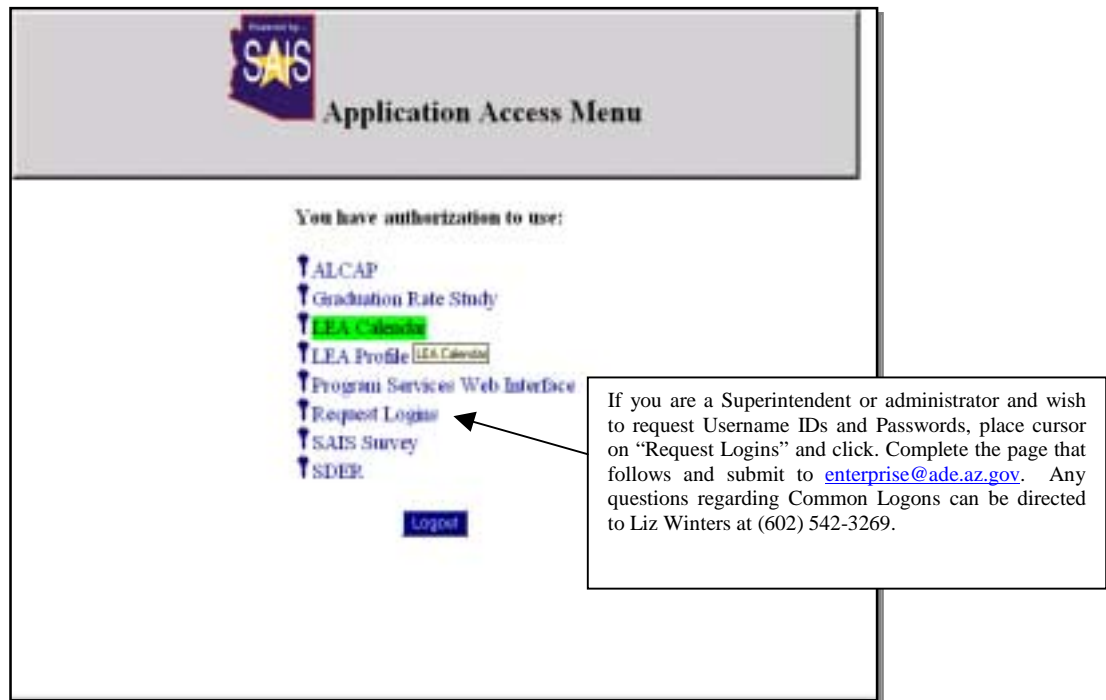 Powered by...
SAIS
Application Access Menu
You have authorization to use:
ALCAP
Graduation Rate Study
LEA Calendar
LEA Profile LEA Calendar
Program Services Web Interface
Request Logins
SAIS Survey
SDER
Logout
If you are a Superintendent or administrator and wish
to request Username IDs and Passwords, place cursor
on “Request Logins” and click. Complete the page that
follows and submit to enterprise@ade.az.gov. Any
questions regarding Common Logons can be directed
to Liz Winters at (602) 542-3269.